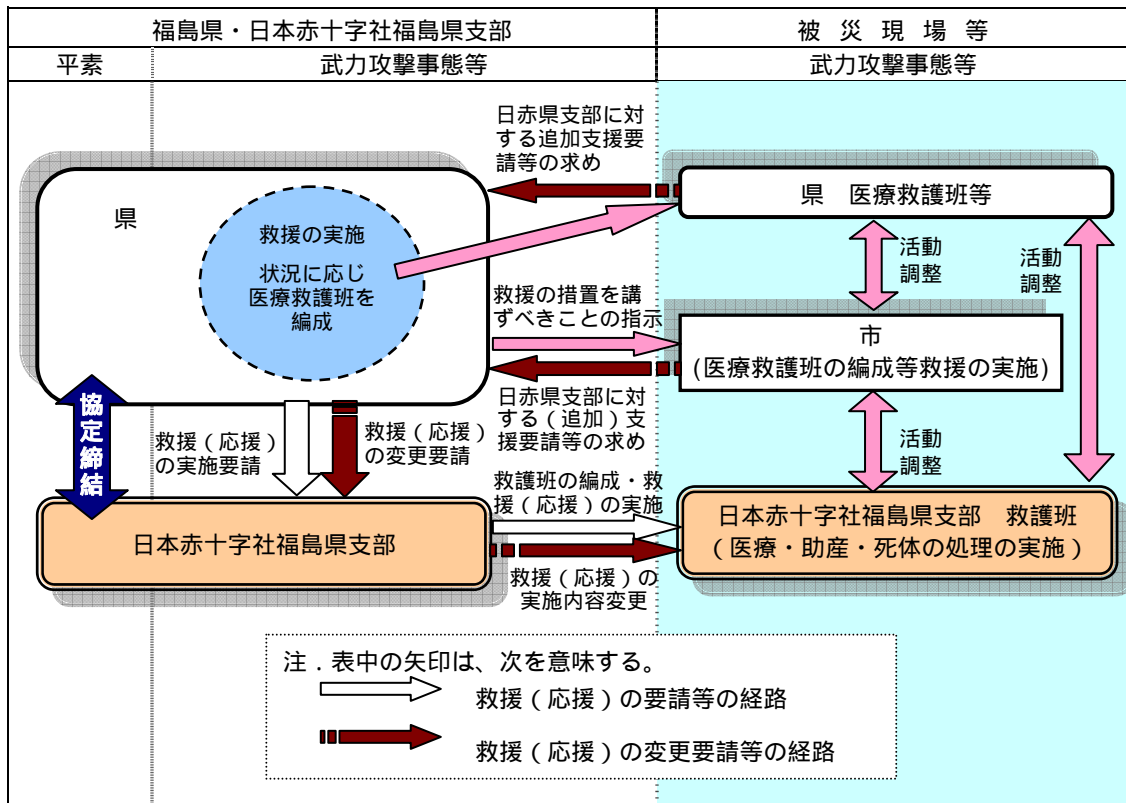 福島県・日本赤十字社福島県支部
被 災 現 場 等
平素
武力攻撃事態等
武力攻撃事態等
日赤県支部に対
する追加支援要
請等の求め
県
救援の実施
状況に応じ
医療救護班を
編成
県 医療救護班等
活動
調整
活動
調整
救援の措置を講
ずべきことの指示
市
(医療救護班の編成等救援の実施)
日赤県支部に対
する（追加）支
援要請等の求め
協定締結
救援（応援）
の実施要請
救援（応援）
の変更要請
活動
調整
救護班の編成・救
援（応援）の実施
日本赤十字社福島県支部
日本赤十字社福島県支部 救護班
（医療・助産・死体の処理の実施）
救援（応援）の
実施内容変更
注．表中の矢印は、次を意味する。
救援（応援）の要請等の経路
救援（応援）の変更要請等の経路